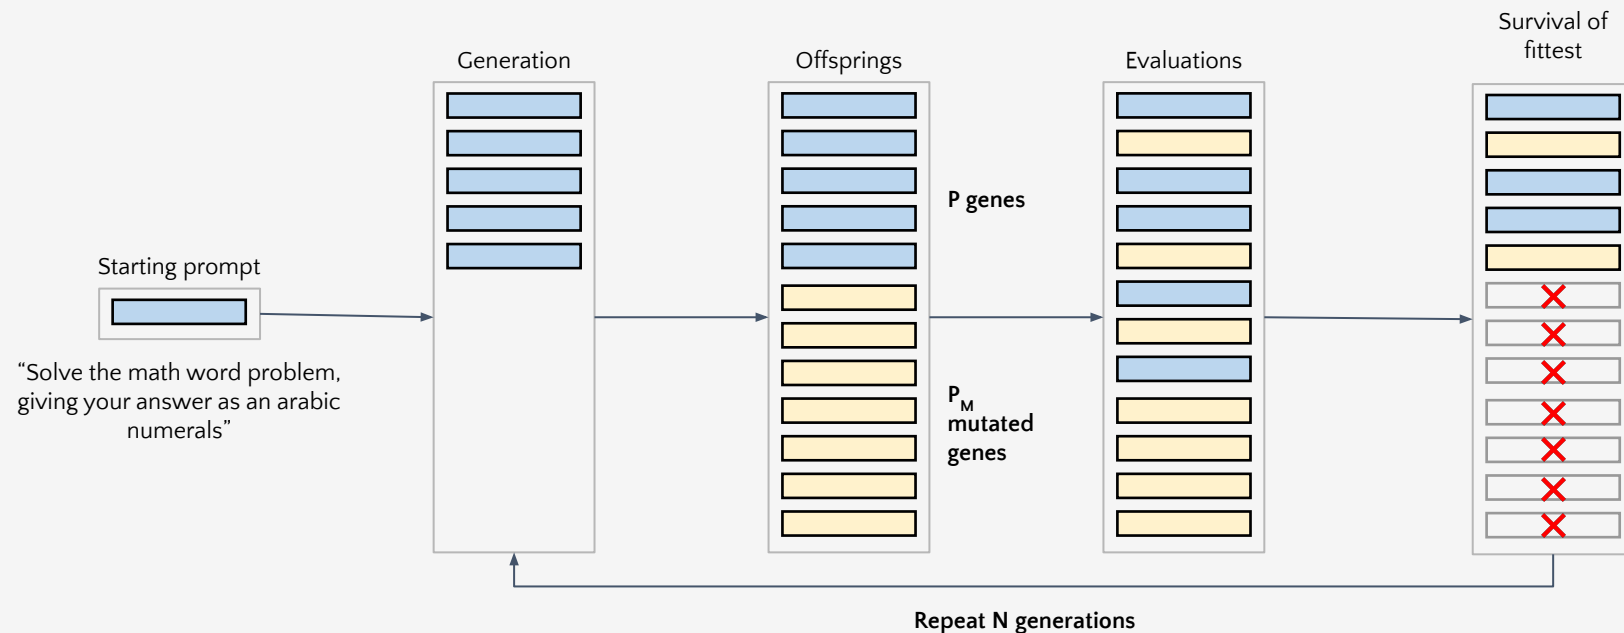 Survival of
fittest
Generation
Offsprings
Evaluations
P genes
Starting prompt
“Solve the math word problem,
giving your answer as an arabic
numerals”
P_M
mutated
genes
Repeat N generations